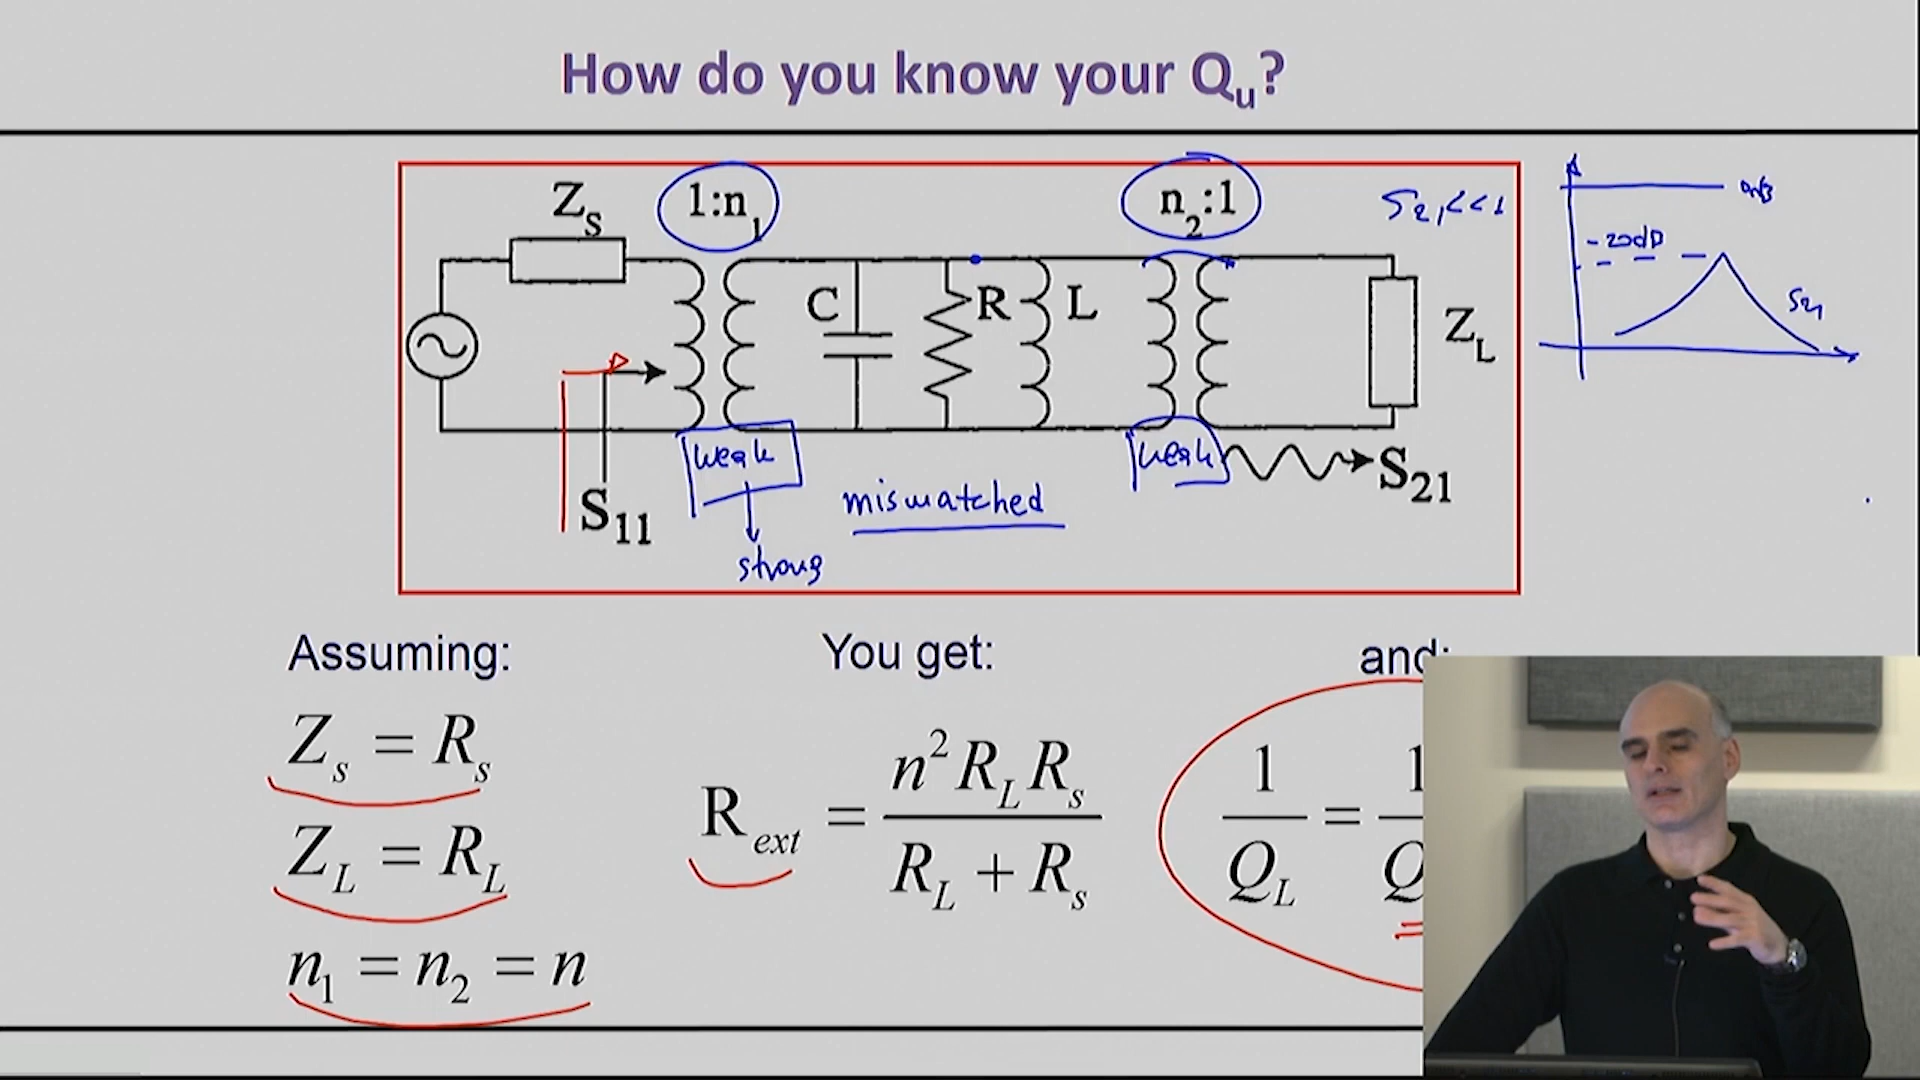 How do you know your Qu?
1:n1
n2:1
S21<<1
0dB
ZS
-20dB
C
R
L
S21
ZL
weak
weak
S21
S11
mismatched
strong
Assuming:
You get:
and:
Zs = Rs
Rext = n²RLRs / RL + Rs
1/QL = 1/Q
ZL = RL
n1 = n2 = n